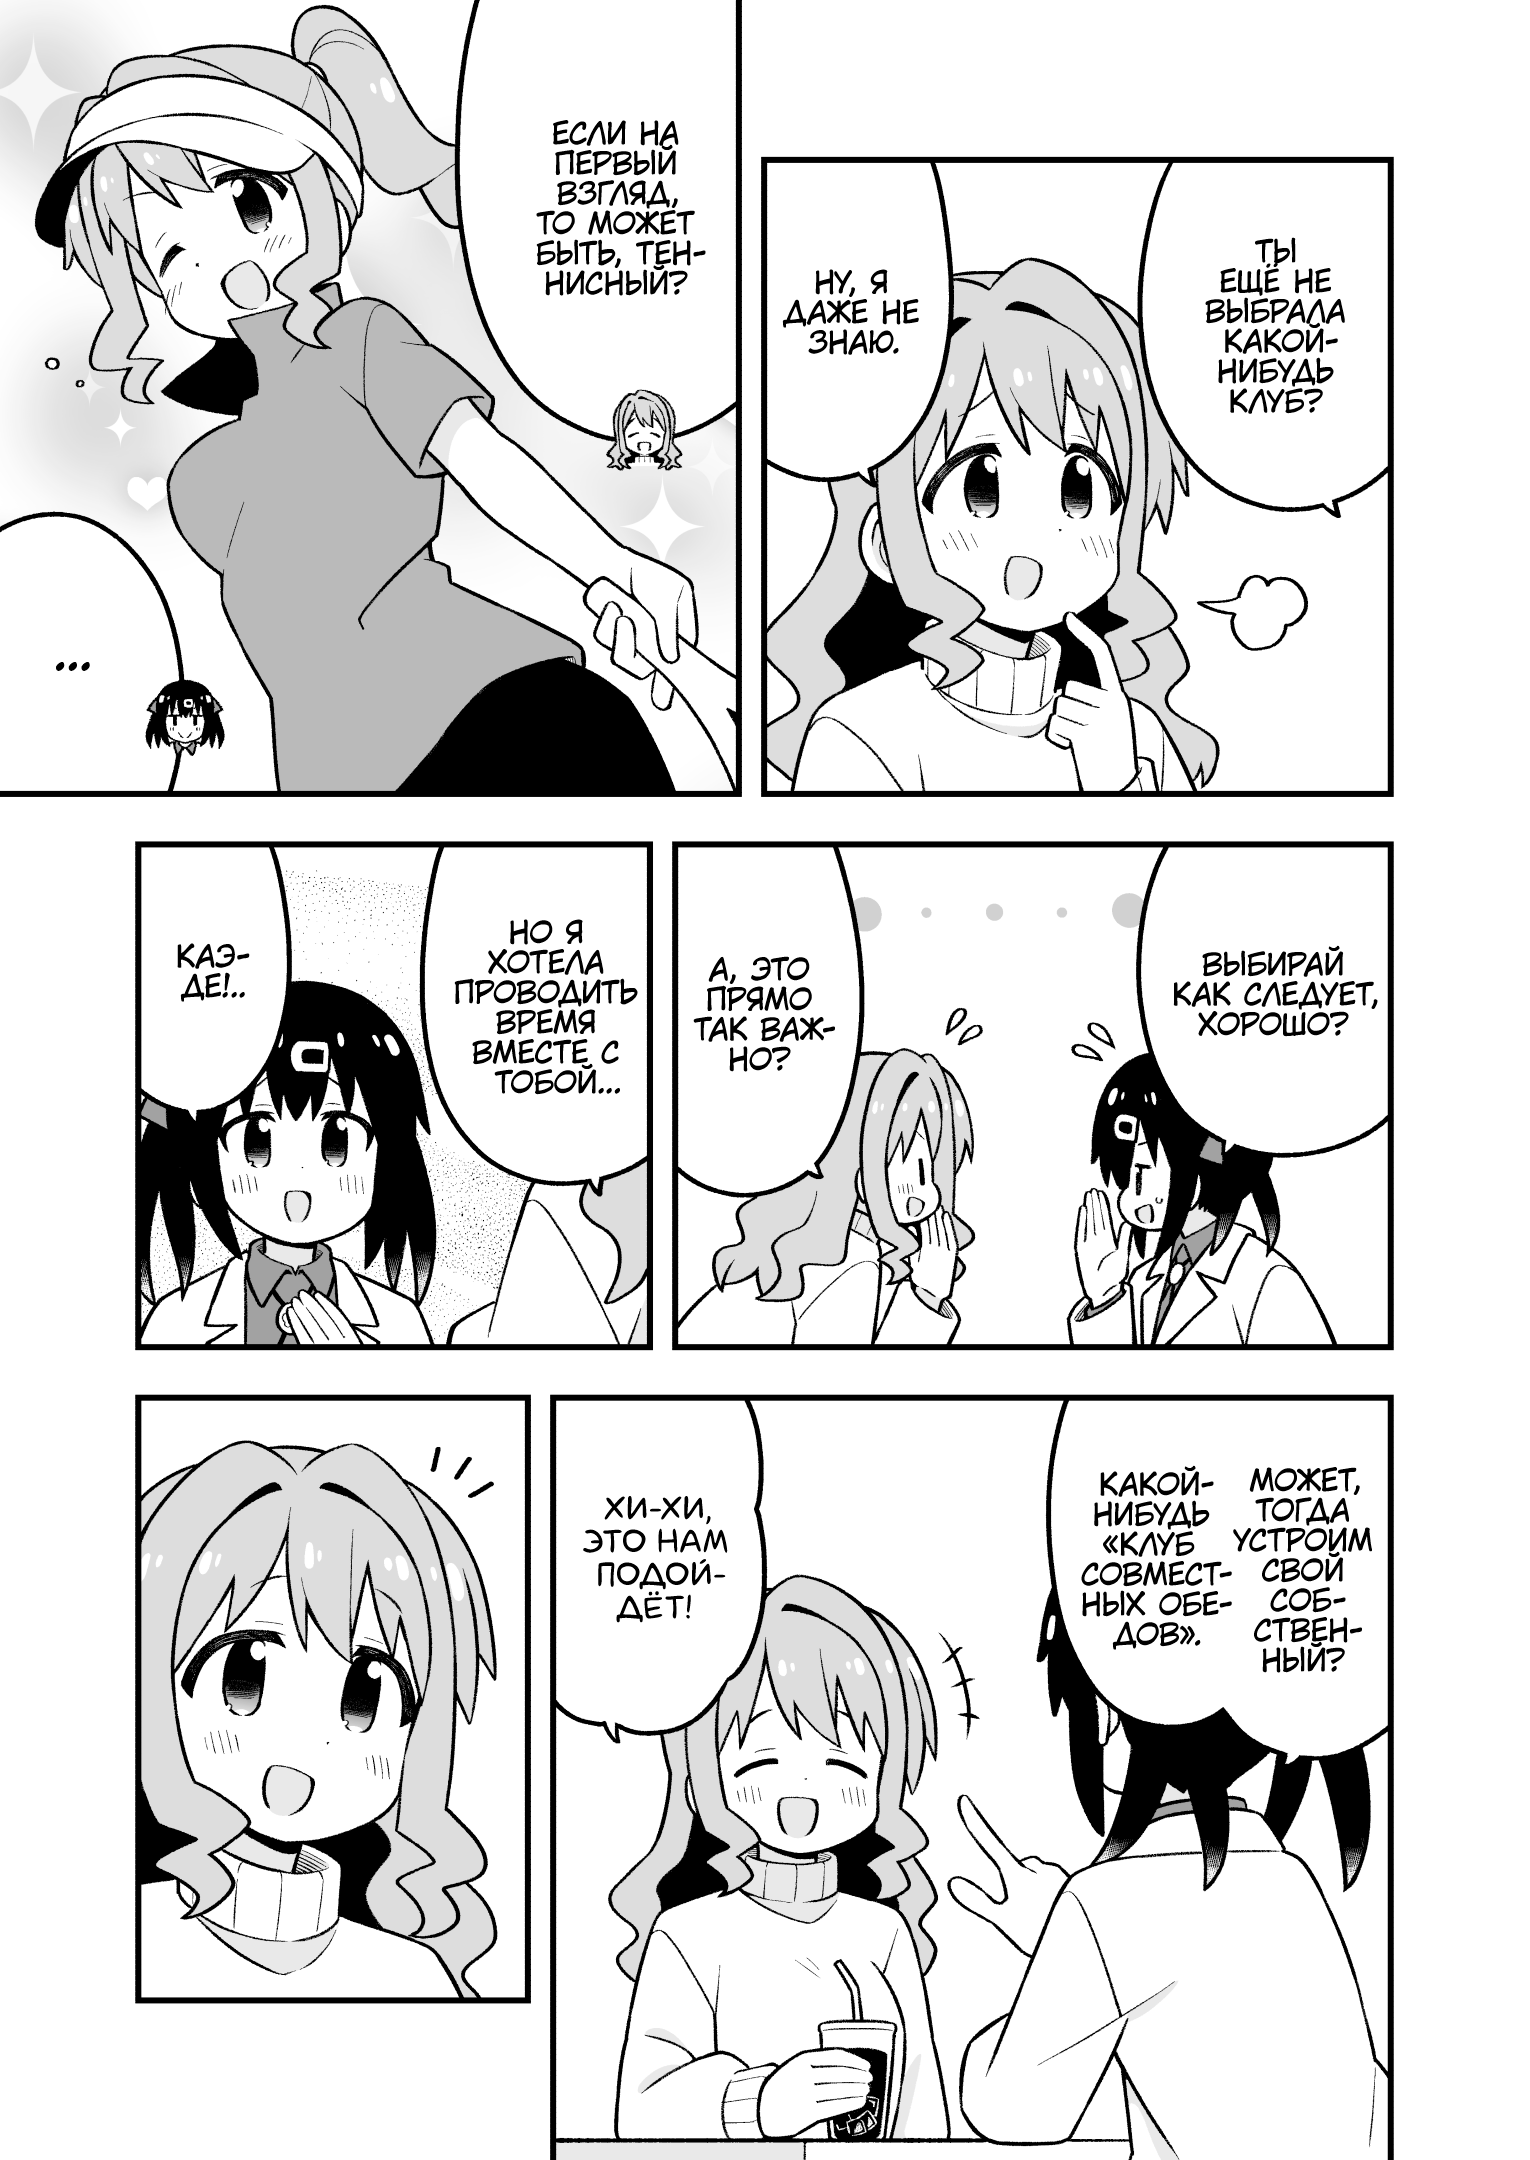 ТЫ
ЕЩЁ НЕ
ВЫБРАЛА
КАКОЙ-
НИБУДЬ
КЛУБ?
НУ, Я
ДАЖЕ НЕ
ЗНАЮ.
ЕСЛИ НА
ПЕРВЫЙ
ВЗГЛЯД,
ТО МОЖЕТ
БЫТЬ, ТЕН-
НИСНЫЙ?
...
ВЫБИРАЙ
КАК СЛЕДУЕТ,
ХОРОШО?
А, ЭТО
ПРЯМО
ТАК ВАЖ-
НО?
НО Я
ХОТЕЛА
ПРОВОДИТЬ
ВРЕМЯ
ВМЕСТЕ С
ТОБОЙ...
КАЭ-
ДЕ!..
МОЖЕТ,
ТОГДА
УСТРОИМ
СВОЙ
СОБ-
СТВЕН-
НЫЙ?
КАКОЙ-
НИБУДЬ
«КЛУБ
СОВМЕСТ-
НЫХ ОБЕ-
ДОВ».
ХИ-ХИ,
ЭТО НАМ
ПОДОЙ-
ДЁТ!